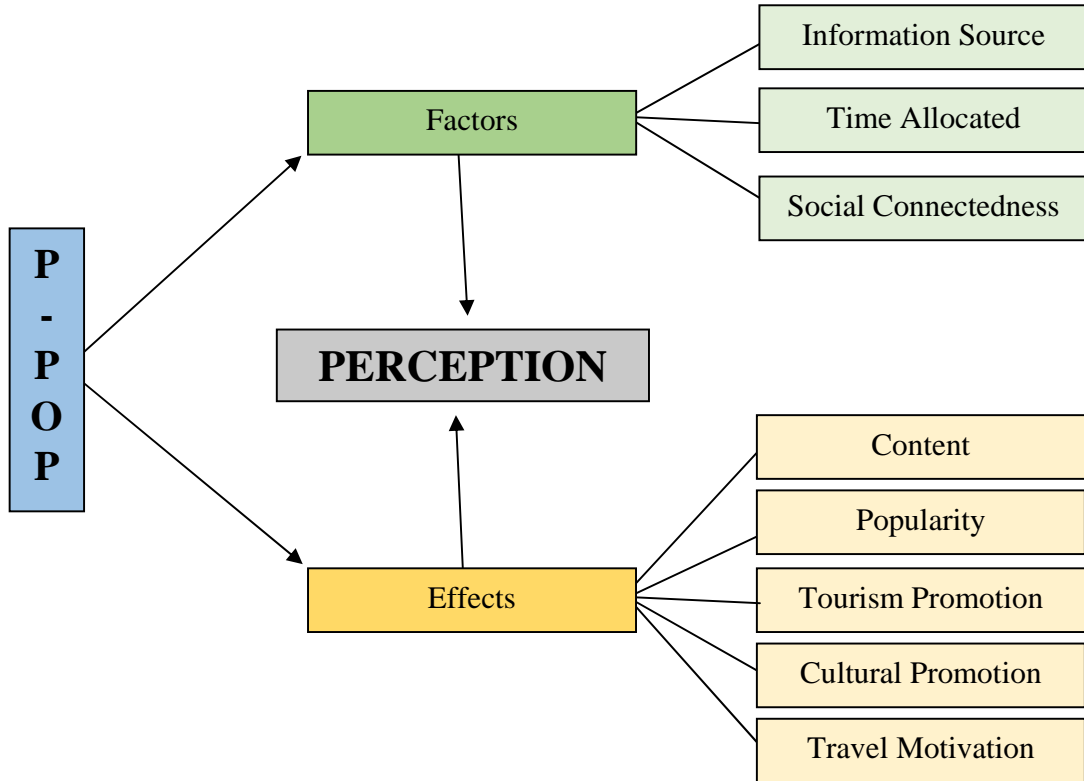 P
-
P
O
P
Factors
Information Source
Time Allocated
Social Connectedness
PERCEPTION
Effects
Content
Popularity
Tourism Promotion
Cultural Promotion
Travel Motivation